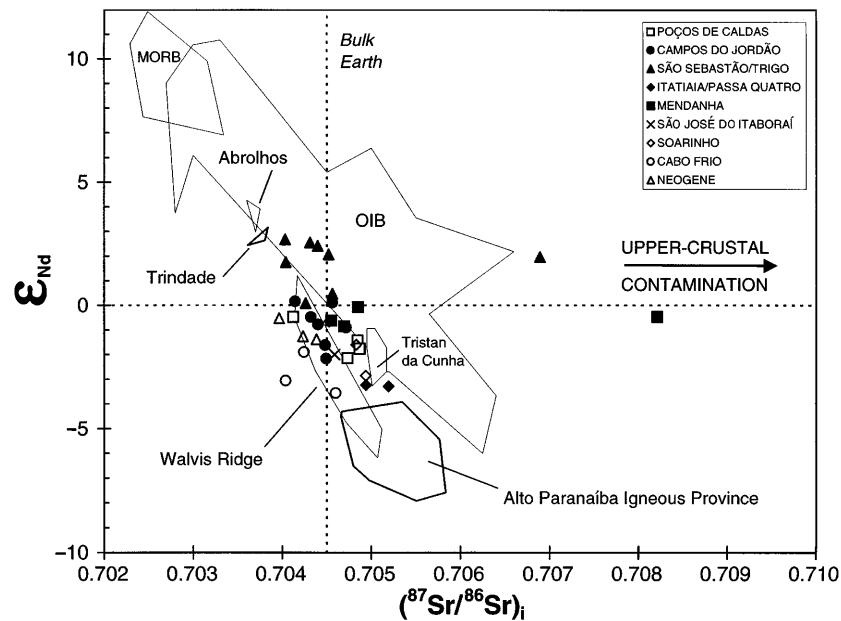 MORB
Bulk
Earth
□ POÇOS DE CALDAS
● CAMPOS DO JORDÃO
▲ SÃO SEBASTÃO/TRIGO
◆ ITATIAIA/PASSA QUATRO
■ MENDANHA
× SÃO JOSÉ DO ITABORAÍ
◇ SOARINHO
○ CABO FRIO
△ NEOGENE
Abrolhos
OIB
Trindade
UPPER-CRUSTAL
CONTAMINATION
Tristan
da Cunha
Walvis Ridge
Alto Paranaíba Igneous Province
εNd
10
5
0
−5
−10
0.702 0.703 0.704 0.705 0.706 0.707 0.708 0.709 0.710
(⁸⁷Sr/⁸⁶Sr)i